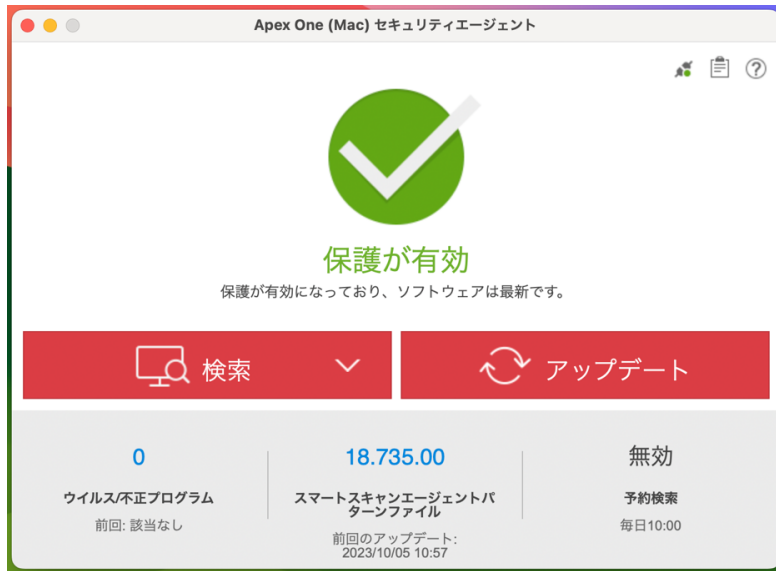 Apex One (Mac) セキュリティエージェント
保護が有効
保護が有効になっており、ソフトウェアは最新です。
検索
アップデート
0
ウイルス/不正プログラム
前回: 該当なし
18.735.00
スマートスキャンエージェントパ
ターンファイル
前回のアップデート:
2023/10/05 10:57
無効
予約検索
毎日10:00